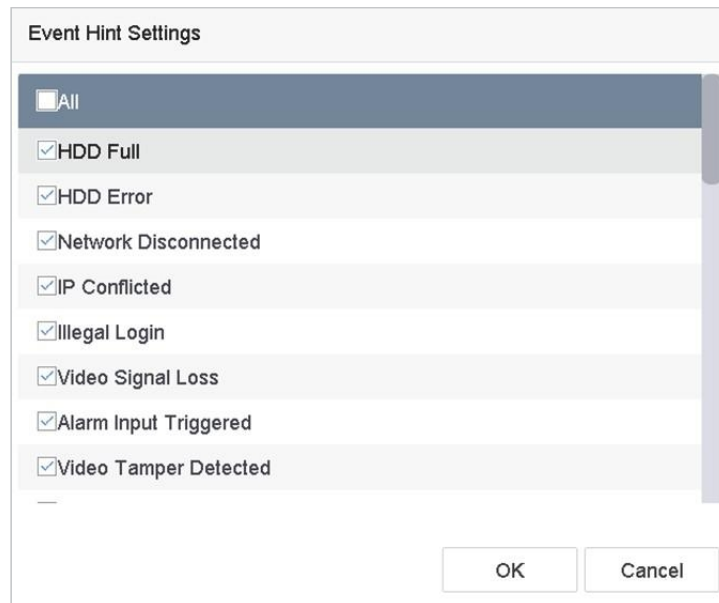 Event Hint Settings
All
HDD Full
HDD Error
Network Disconnected
IP Conflicted
Illegal Login
Video Signal Loss
Alarm Input Triggered
Video Tamper Detected
OK
Cancel